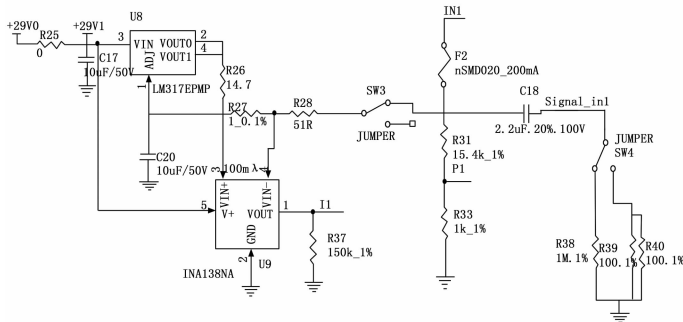 +29V0
R25
0
+29V1
U8
C17
10uF/50V
3
VIN
ADJ
VOUT0
VOUT1
2
4
1
LM317EPMP
R26
14.7
R27
1_0.1%
R28
51R
C20
10uF/50V
3
100mλ
4
VIN+
VIN-
5
V+
VOUT
1
I1
GND
2
U9
INA138NA
R37
150k_1%
SW3
JUMPER
IN1
F2
nSMD020_200mA
R31
15.4k_1%
P1
R33
1k_1%
C18
2.2uF.20%.100V
Signal_in1
JUMPER
SW4
R38
1M.1%
R39
100.1%
R40
100.1%